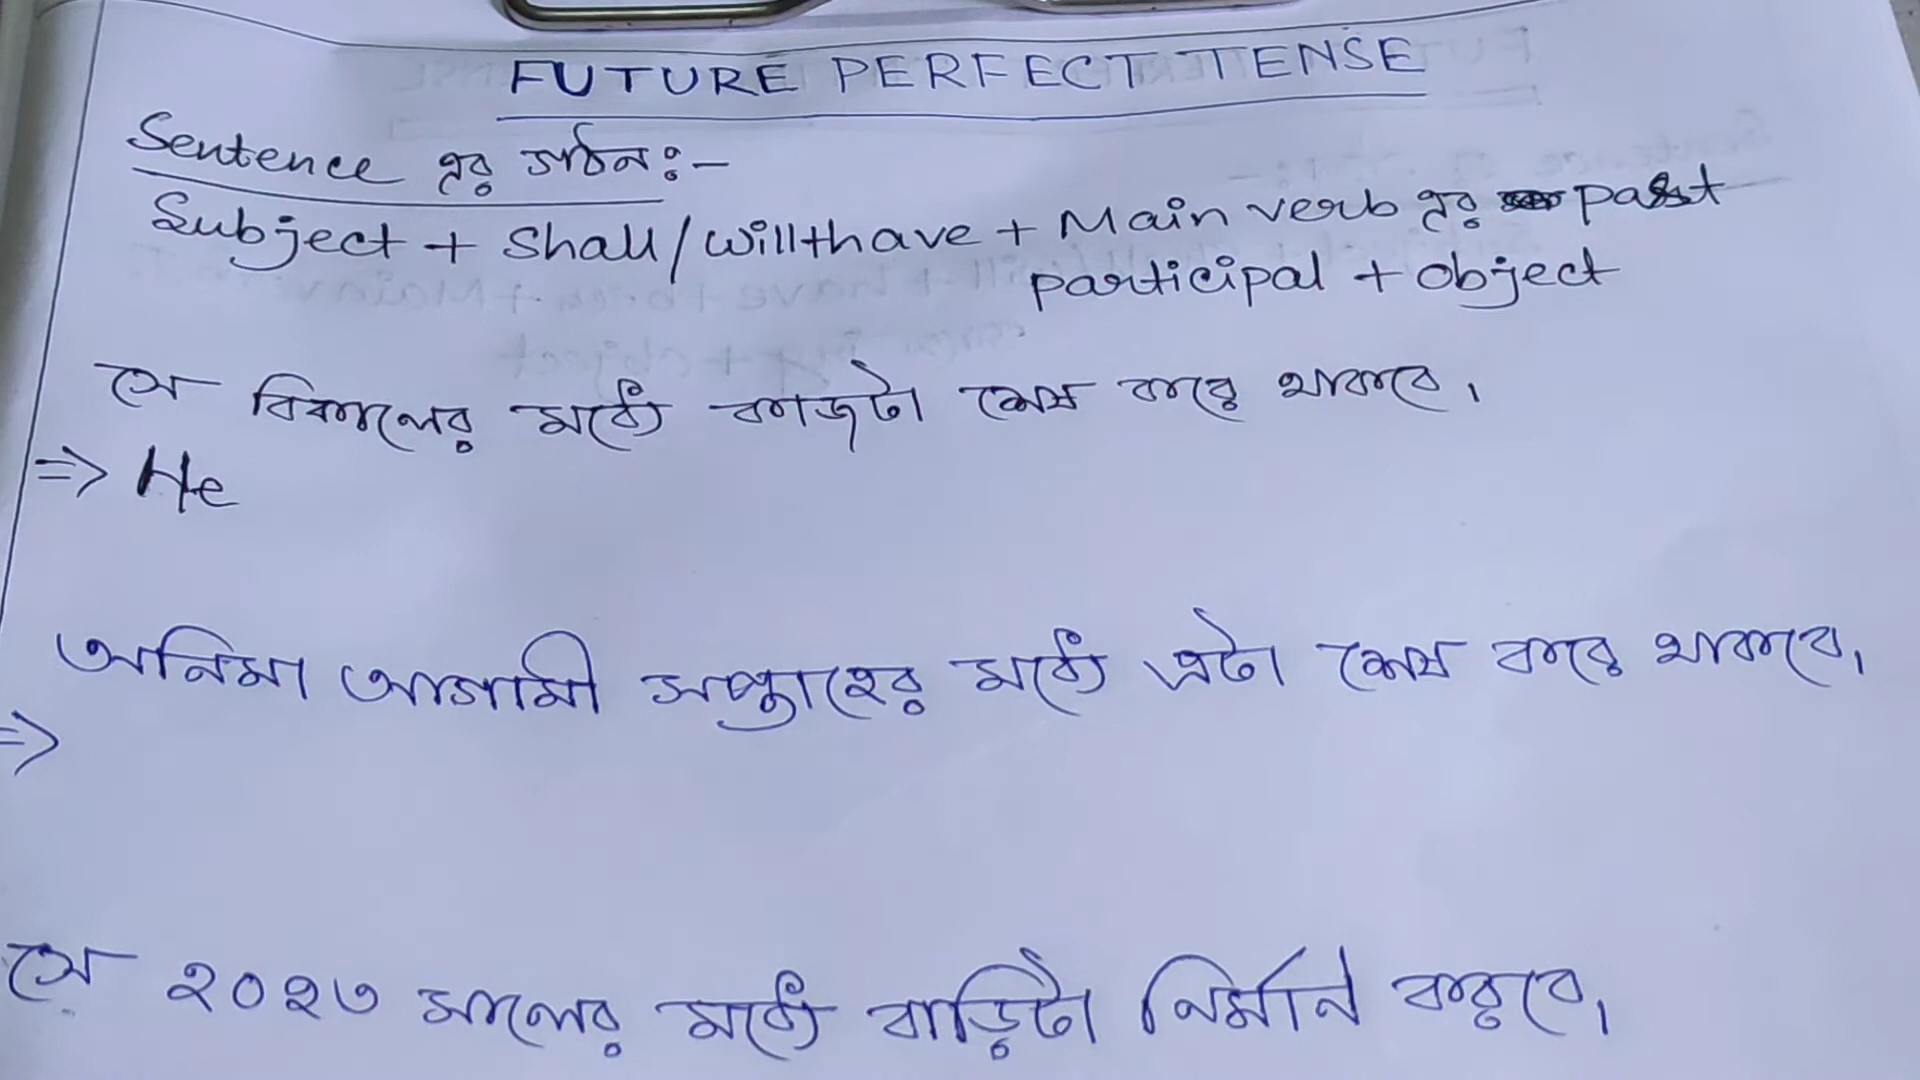 FUTURE PERFECT TENSE
Sentence এর গঠন:-
Subject + Shall/will+have + Main verb এর past
participal + object
সে বিকালের মধ্যে কাজটা শেষ করে থাকবে।
=> He
অনিমা আগামী সপ্তাহের মধ্যে এটা শেষ করে থাকবে।
=>
সে ২০২৩ সালের মধ্যে বাড়িটা নির্মান করবে।